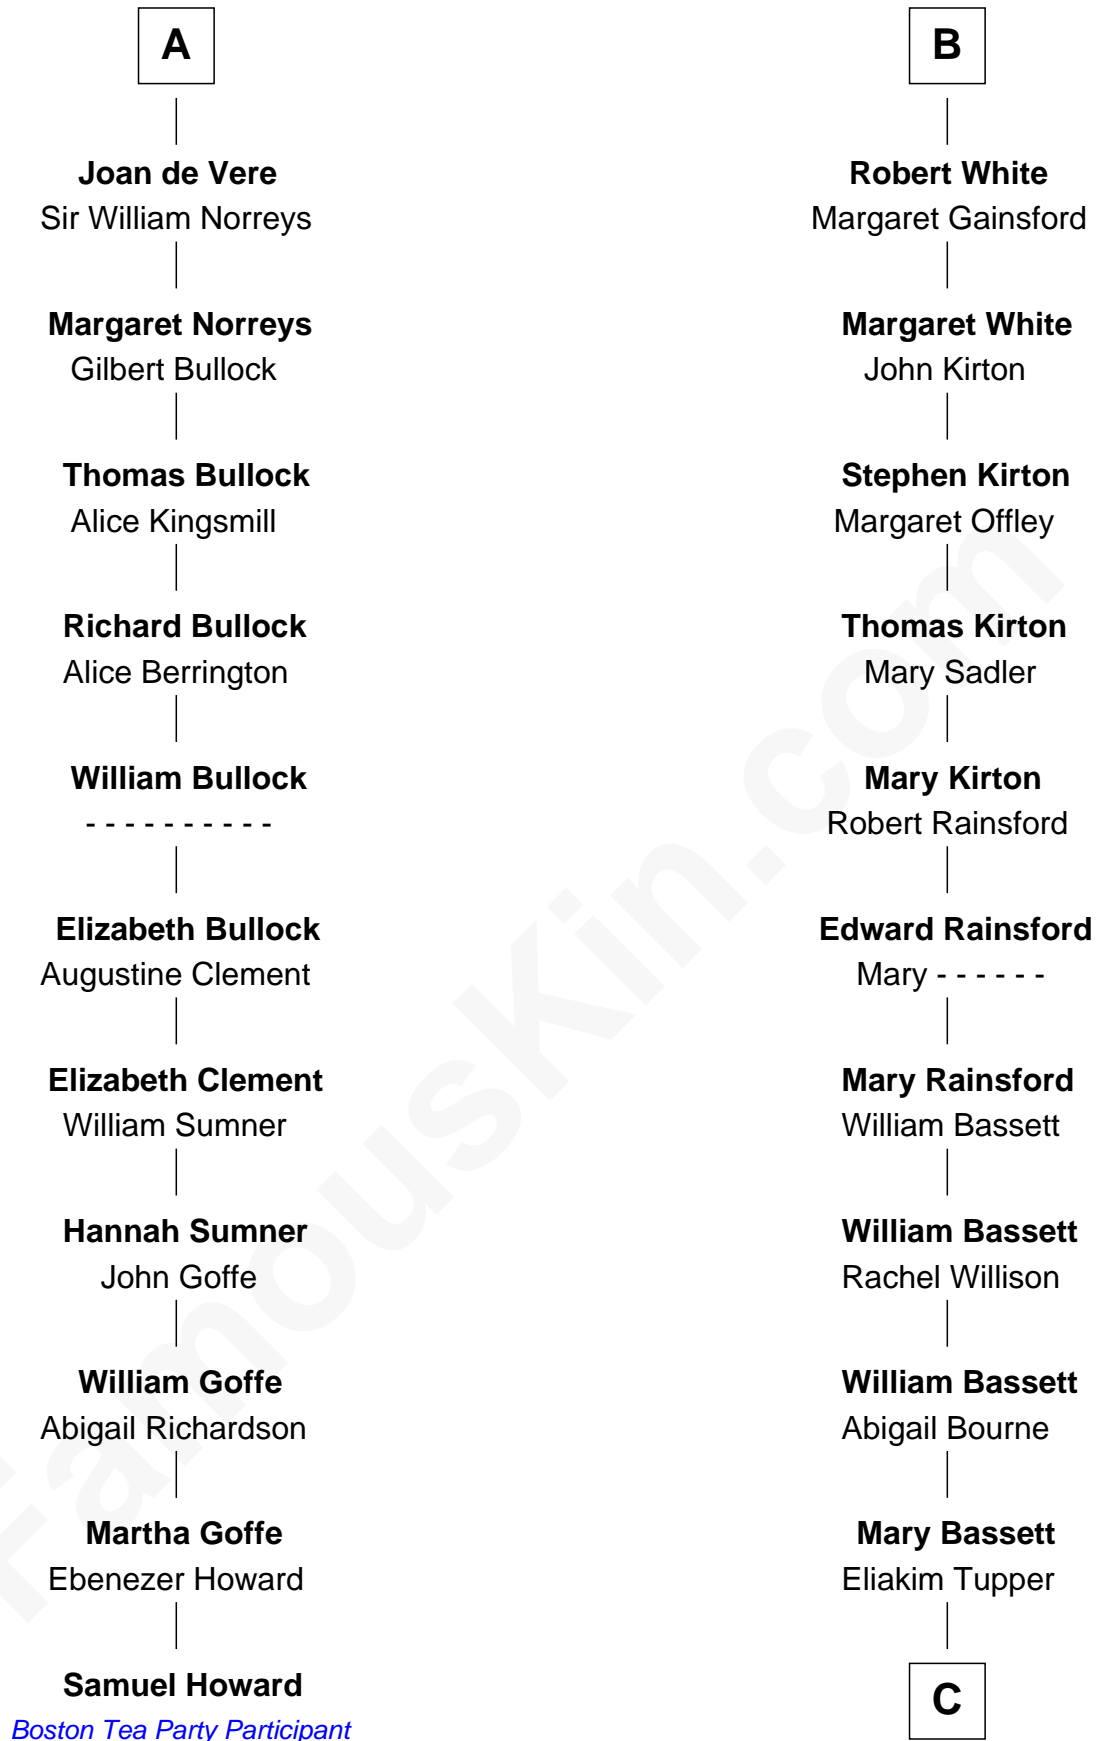 A
Joan de Vere
Sir William Norreys
Margaret Norreys
Gilbert Bullock
Thomas Bullock
Alice Kingsmill
Richard Bullock
Alice Berrington
William Bullock
- - - - - - - - - -
Elizabeth Bullock
Augustine Clement
Elizabeth Clement
William Sumner
Hannah Sumner
John Goffe
William Goffe
Abigail Richardson
Martha Goffe
Ebenezer Howard
Samuel Howard
Boston Tea Party Participant
B
Robert White
Margaret Gainsford
Margaret White
John Kirton
Stephen Kirton
Margaret Offley
Thomas Kirton
Mary Sadler
Mary Kirton
Robert Rainsford
Edward Rainsford
Mary - - - - - -
Mary Rainsford
William Bassett
William Bassett
Rachel Willison
William Bassett
Abigail Bourne
Mary Bassett
Eliakim Tupper
C
FamousKin.com